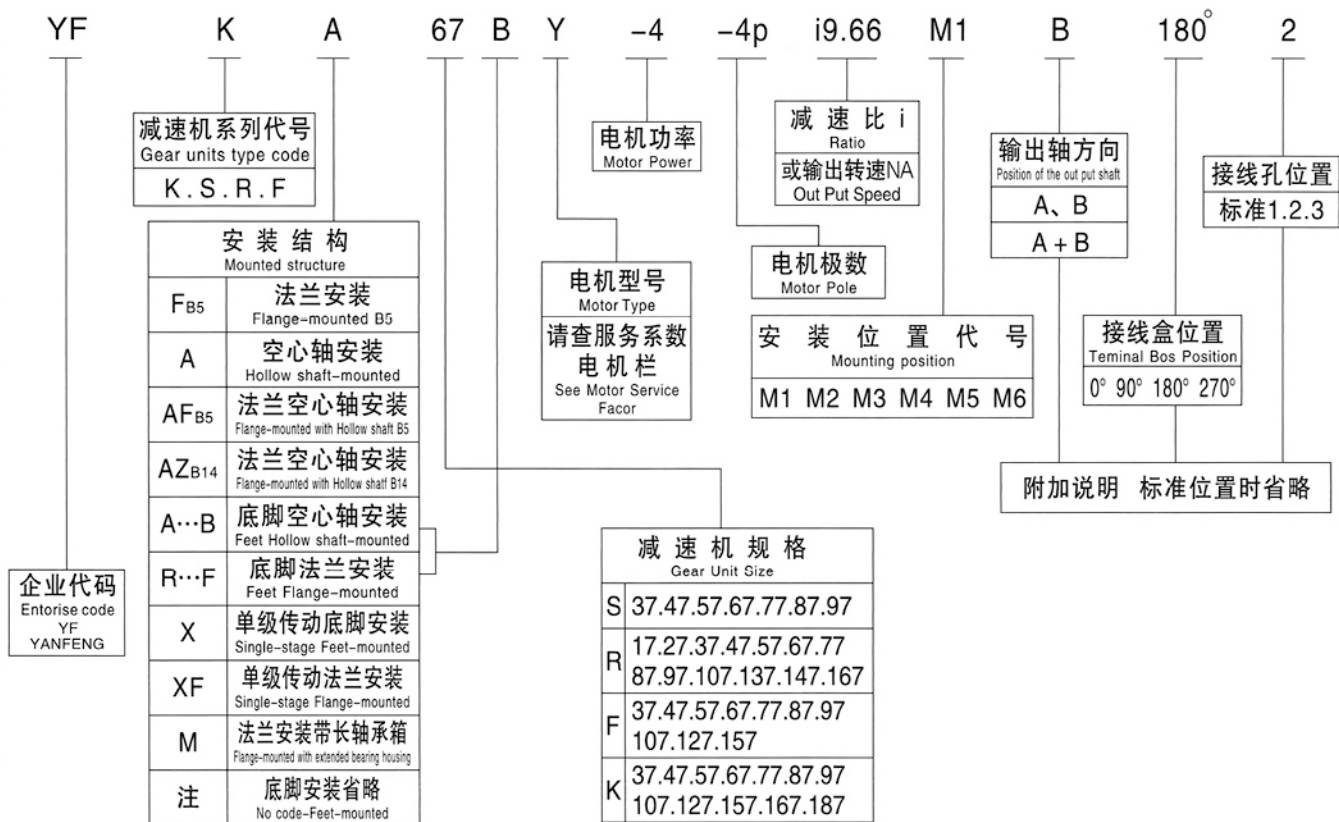 YF K A 67 B Y -4 -4p i9.66 M1 B 180° 2
减速机系列代号
Gear units type code
K.S.R.F
电机功率
Motor Power
减速比 i
Ratio
或输出转速NA
Out Put Speed
输出轴方向
Position of the out put shaft
A、B
A+B
接线孔位置
标准1.2.3
安装结构
Mounted structure
FB5 法兰安装
Flange-mounted B5
A 空心轴安装
Hollow shaft-mounted
AFB5 法兰空心轴安装
Flange-mounted with Hollow shaft B5
AZB14 法兰空心轴安装
Flange-mounted with Hollow shatf B14
A···B 底脚空心轴安装
Feet Hollow shaft-mounted
R···F 底脚法兰安装
Feet Flange-mounted
X 单级传动底脚安装
Single-stage Feet-mounted
XF 单级传动法兰安装
Single-stage Flange-mounted
M 法兰安装带长轴承箱
Flange-mounted with extended bearing housing
注 底脚安装省略
No code-Feet-mounted
电机型号
Motor Type
请查服务系数
电机栏
See Motor Service
Facor
电机极数
Motor Pole
安装位置代号
Mounting position
M1 M2 M3 M4 M5 M6
接线盒位置
Teminal Bos Position
0° 90° 180° 270°
附加说明 标准位置时省略
企业代码
Entorise code
YF
YANFENG
减速机规格
Gear Unit Size
S 37.47.57.67.77.87.97
R 17.27.37.47.57.67.77
87.97.107.137.147.167
F 37.47.57.67.77.87.97
107.127.157
K 37.47.57.67.77.87.97
107.127.157.167.187